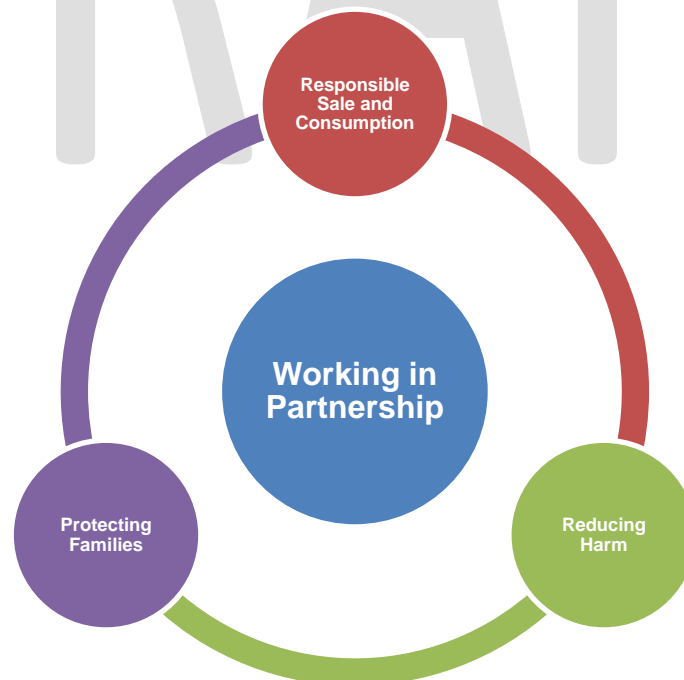 Responsible
Sale and
Consumption
Working in
Partnership
Protecting
Families
Reducing
Harm